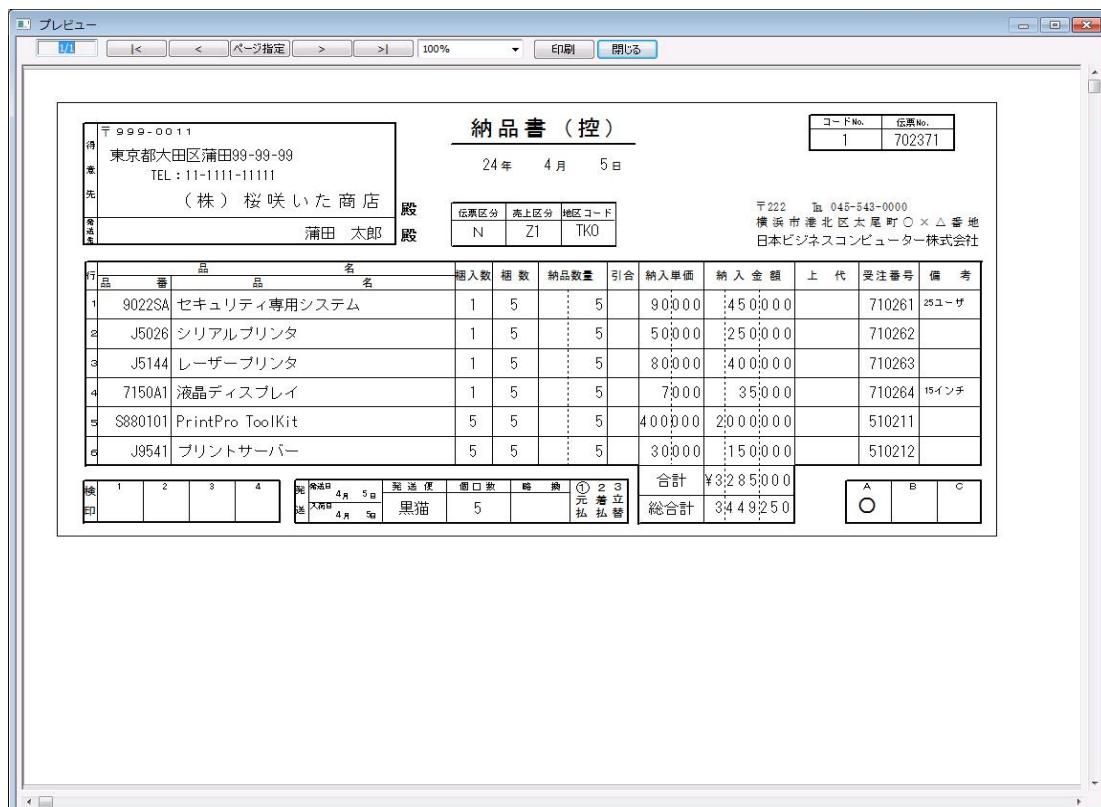 プレビュー
1/1 |< < ページ指定 > >| 100% 印刷 閉じる
納品書（控）
コードNo. 伝票No.
1 702371
得意先
〒999-0011
東京都大田区蒲田99-99-99
TEL：11-1111-11111
（株）桜咲いた商店 殿
発送先 蒲田 太郎 殿
24年 4月 5日
伝票区分 売上区分 地区コード
N Z1 TKO
〒222 ℡ 045-543-0000
横浜市港北区太尾町○×△番地
日本ビジネスコンピューター株式会社
行 品名 梱入数 梱数 納品数量 引合 納入単価 納入金額 上代 受注番号 備考
品番 品名
1 9022SA セキュリティ専用システム 1 5 5 90000 450000 710261 25ユーザ
2 J5026 シリアルプリンタ 1 5 5 50000 250000 710262
3 J5144 レーザープリンタ 1 5 5 80000 400000 710263
4 7150A1 液晶ディスプレイ 1 5 5 7000 35000 710264 15インチ
5 S880101 PrintPro ToolKit 5 5 5 400000 2000000 510211
6 J9541 プリントサーバー 5 5 5 30000 150000 510212
合計 ¥3285000
総合計 3449250
検印 1 2 3 4
発送 発送日 4月 5日 発送便 個口数 略 換 ①元払 2着払 3立替
入荷日 4月 5日 黒猫 5
A B C
○